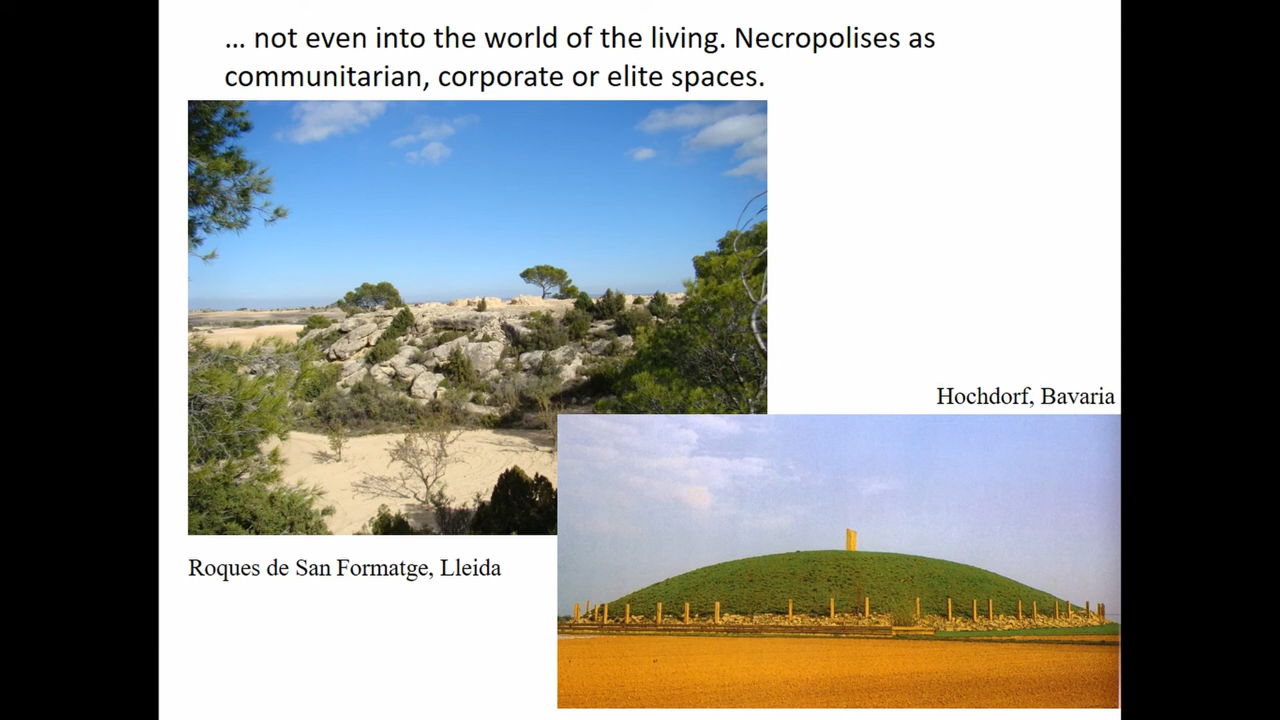 … not even into the world of the living. Necropolises as
communitarian, corporate or elite spaces.
Hochdorf, Bavaria
Roques de San Formatge, Lleida